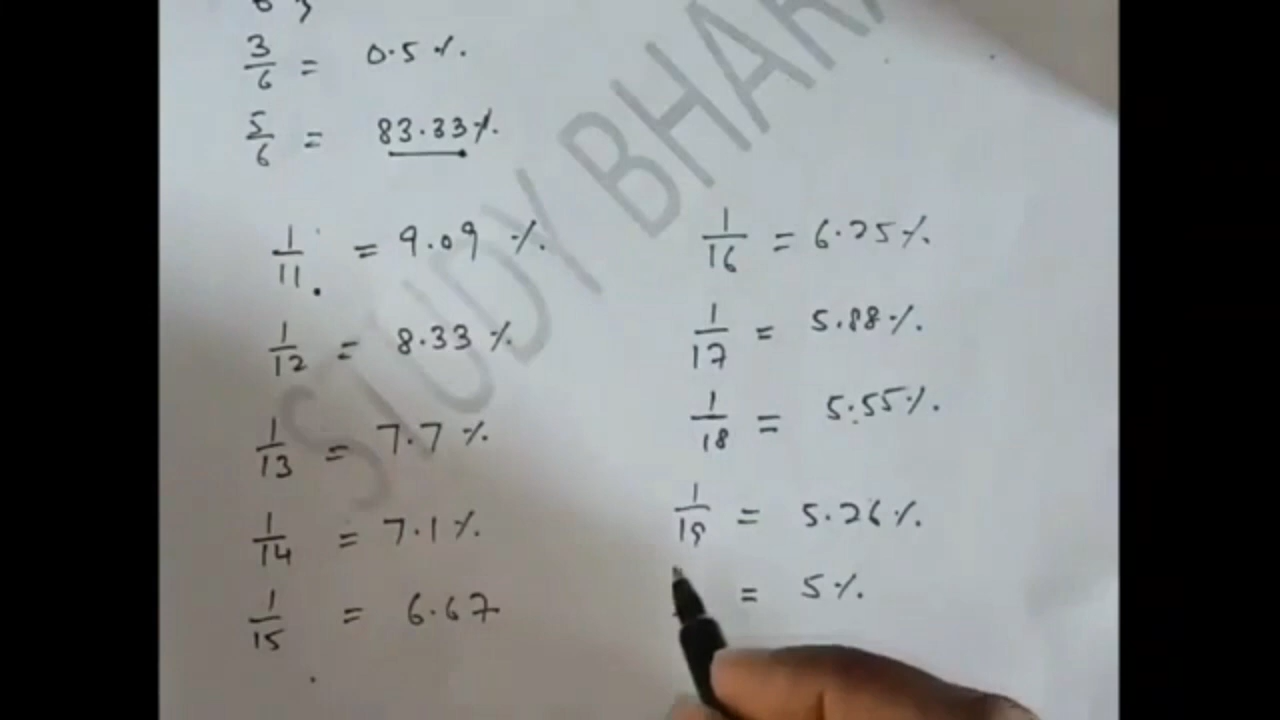 3/6 = 0.5 %.
5/6 = 83.33%.
1/11 = 9.09 %.
1/12 = 8.33 %.
1/13 = 7.7 %.
1/14 = 7.1 %.
1/15 = 6.67
1/16 = 6.25%.
1/17 = 5.88%.
1/18 = 5.55%.
1/19 = 5.26%.
= 5%.
STUDY BHARA